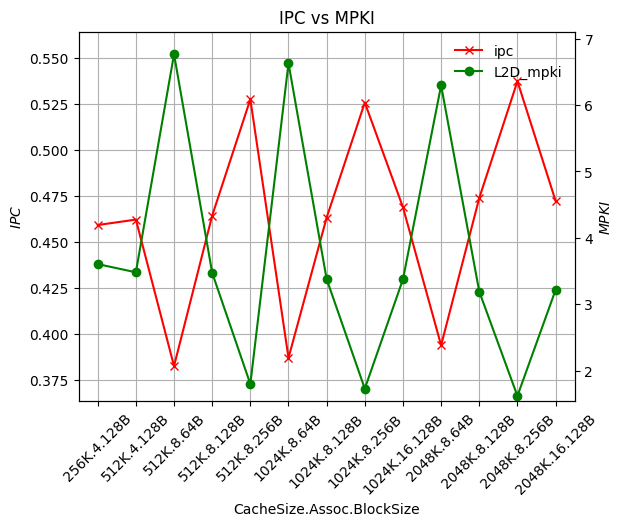 IPC vs MPKI
ipc
L2D_mpki
IPC
0.550
0.525
0.500
0.475
0.450
0.425
0.400
0.375
7
6
5
4
3
2
MPKI
256K.4.128B
512K.4.128B
512K.8.64B
512K.8.128B
512K.8.256B
1024K.8.64B
1024K.8.128B
1024K.8.256B
1024K.16.128B
2048K.8.64B
2048K.8.128B
2048K.8.256B
2048K.16.128B
CacheSize.Assoc.BlockSize